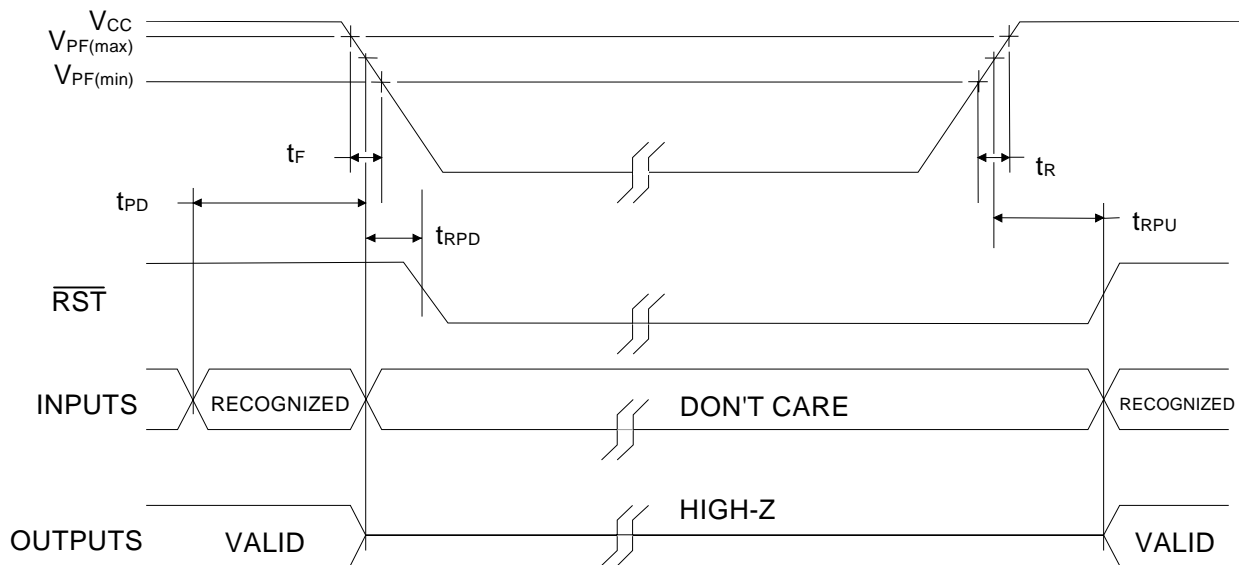 VCC
VPF(max)
VPF(min)
tF
tR
tPD
tRPD
tRPU
RST
INPUTS
RECOGNIZED
DON'T CARE
RECOGNIZED
HIGH-Z
OUTPUTS
VALID
VALID